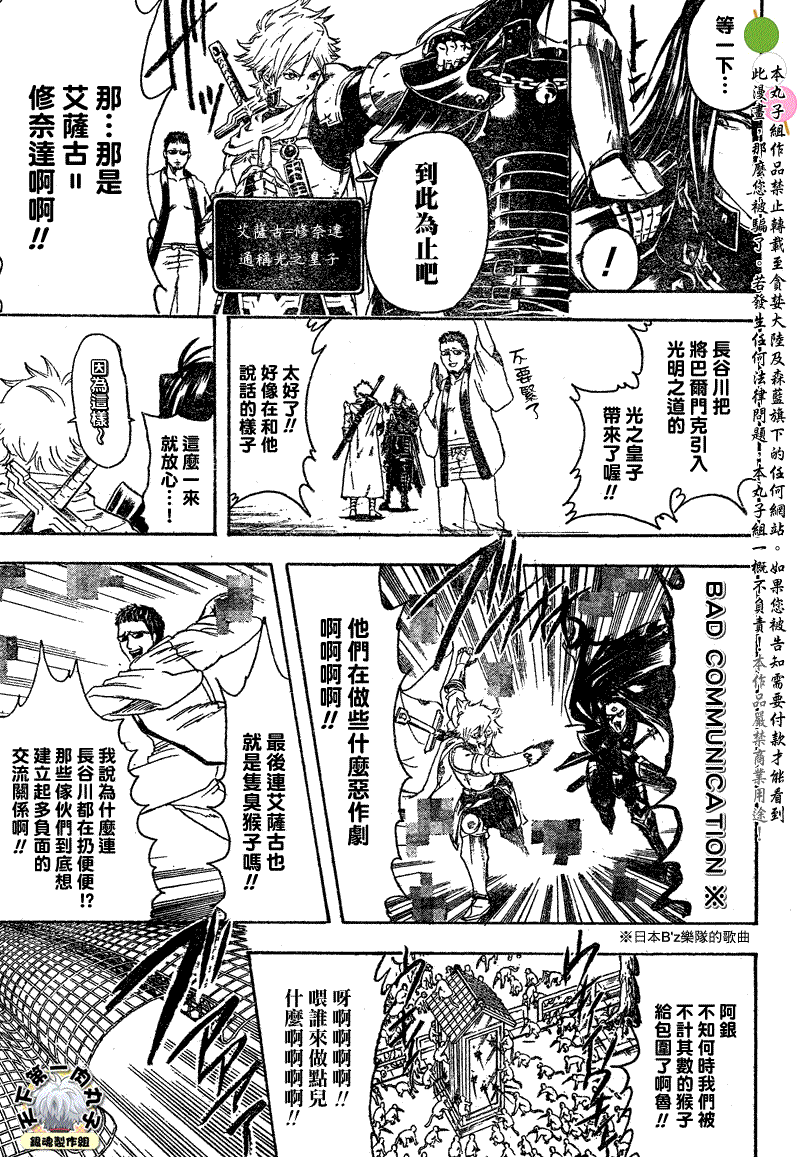 等一下…
！
到此為止吧
艾薩古=修奈達
通稱光之皇子
那…那是
艾薩古=
修奈達啊啊!!
長谷川把
將巴爾門克引入
光明之道的
光之皇子
帶來了喔!!
不要緊了
太好了!!
好像在和他
說話的樣子
這麼一來
就放心…!
因為這樣~
BAD COMMUNICATION ※
他們在做些什麼惡作劇
啊啊啊啊!!
最後連艾薩古也
就是隻臭猴子嗎!!
我說為什麼連
長谷川都在扔便便!?
那些傢伙們到底想
建立起多負面的
交流關係啊!!
※日本B'z樂隊的歌曲
阿銀
不知何時我們被
不計其數的猴子
給包圍了啊魯!!
呀啊啊啊啊!!
喂誰來做點兒
什麼啊啊啊啊!!
本丸子組作品禁止轉載至貪婪大陸及森藍旗下的任何網站。如果您被告知需要付款才能看到
此漫畫，那麼您被騙了。若發生任何法律問題，本丸子組一概不負責！本作品嚴禁商業用途！
天下第一肉丸子
銀魂製作組